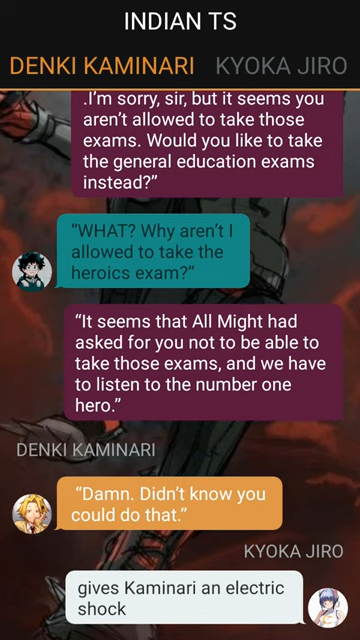 INDIAN TS
DENKI KAMINARI KYOKA JIRO
.I'm sorry, sir, but it seems you
aren't allowed to take those
exams. Would you like to take
the general education exams
instead?”
“WHAT? Why aren't I
allowed to take the
heroics exam?”
“It seems that All Might had
asked for you not to be able to
take those exams, and we have
to listen to the number one
hero.”
DENKI KAMINARI
“Damn. Didn't know you
could do that.”
KYOKA JIRO
gives Kaminari an electric
shock